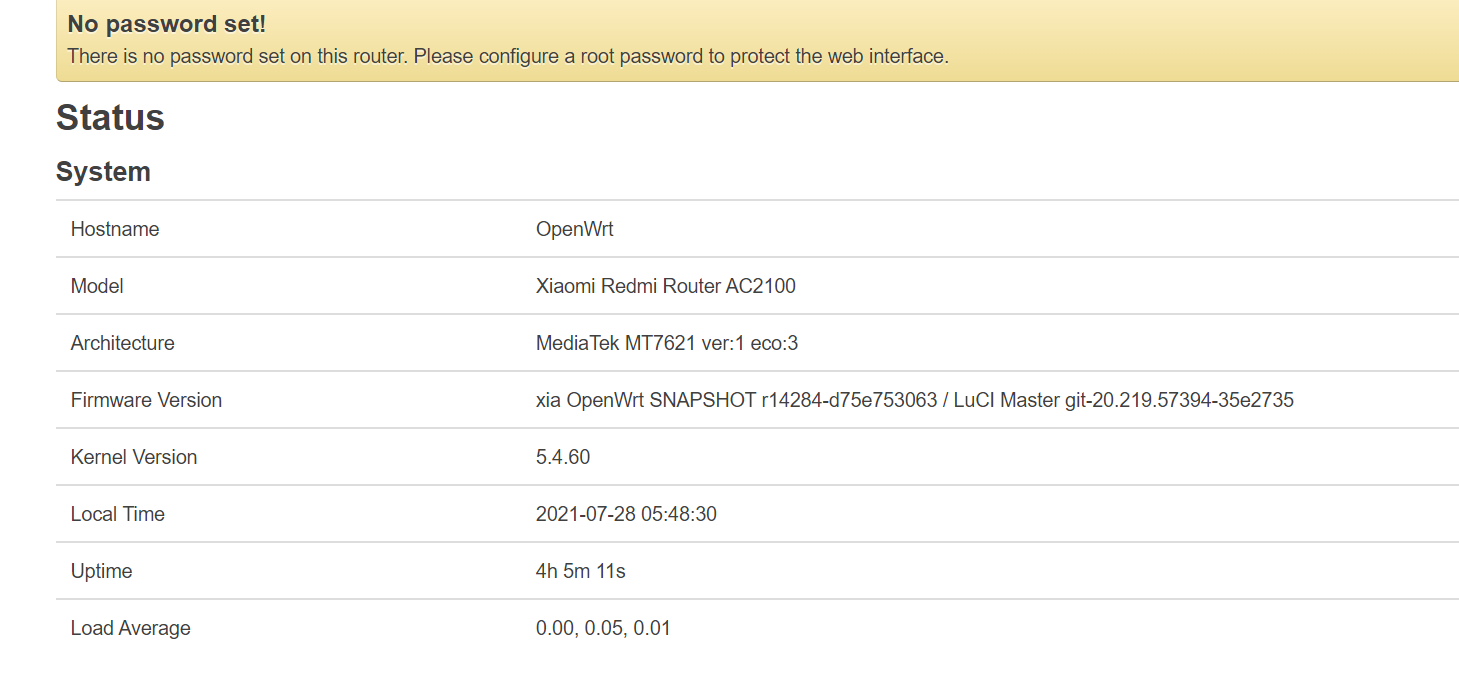 No password set!
There is no password set on this router. Please configure a root password to protect the web interface.
Status
System
Hostname OpenWrt
Model Xiaomi Redmi Router AC2100
Architecture MediaTek MT7621 ver:1 eco:3
Firmware Version xia OpenWrt SNAPSHOT r14284-d75e753063 / LuCI Master git-20.219.57394-35e2735
Kernel Version 5.4.60
Local Time 2021-07-28 05:48:30
Uptime 4h 5m 11s
Load Average 0.00, 0.05, 0.01